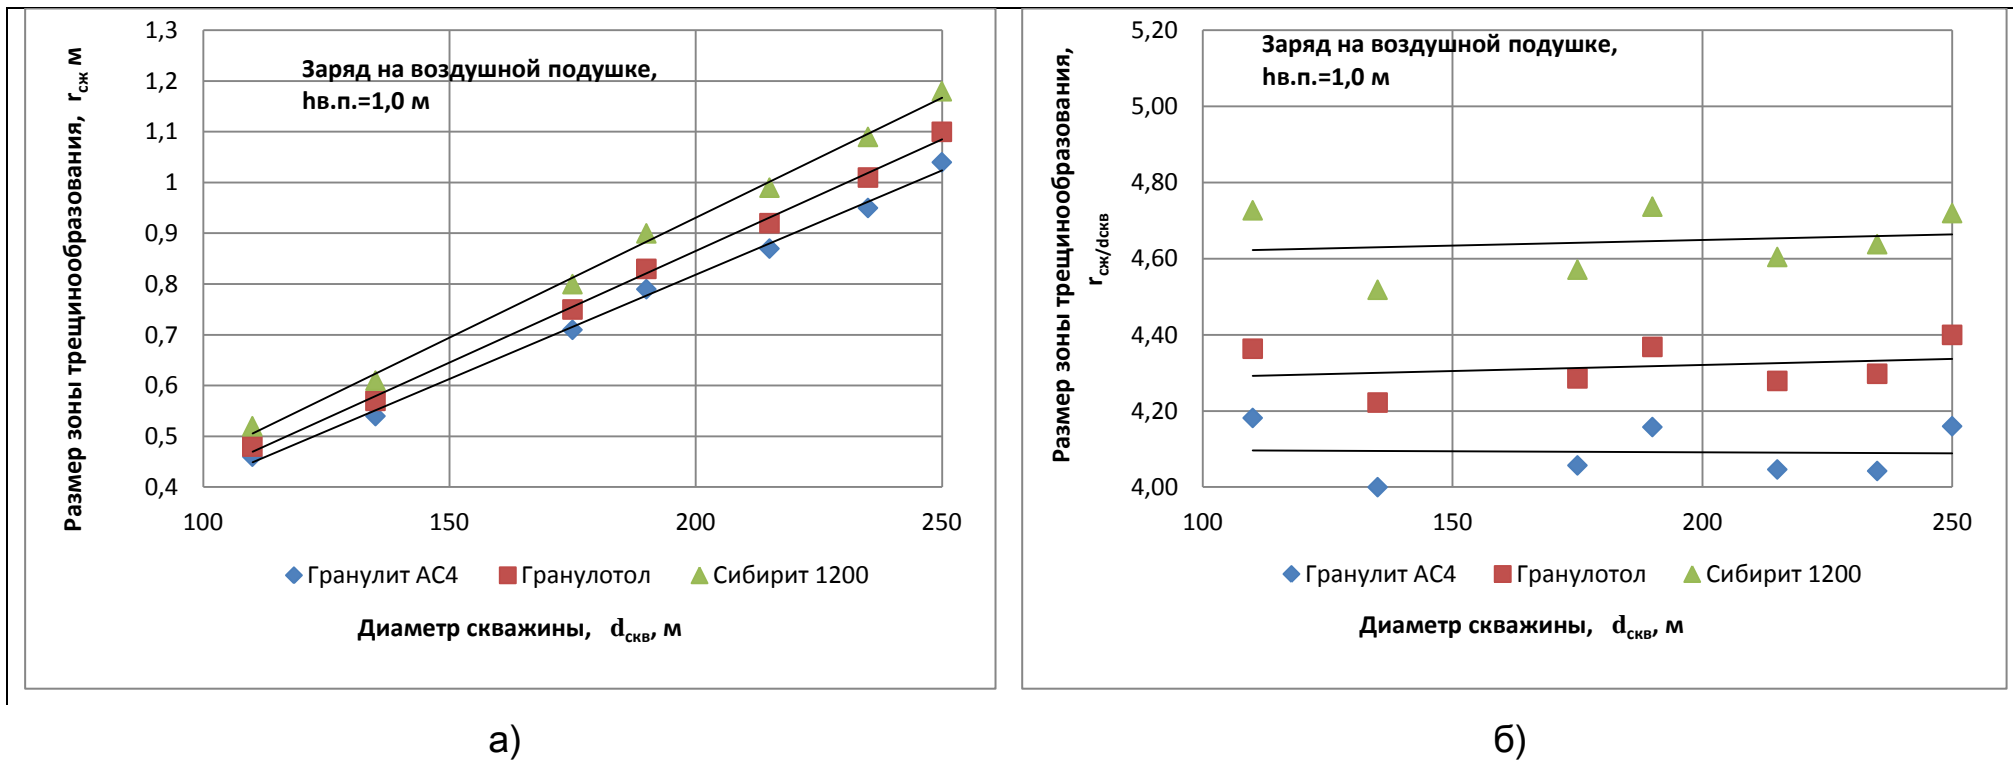 Размер зоны трещинообразования, rсж м
1,3
1,2
1,1
1
0,9
0,8
0,7
0,6
0,5
0,4
Заряд на воздушной подушке,
hв.п.=1,0 м
100 150 200 250
Гранулит АС4 Гранулотол Сибирит 1200
Диаметр скважины, dскв, м
а)
Размер зоны трещинообразования,
rсж/dскв
5,20
5,00
4,80
4,60
4,40
4,20
4,00
Заряд на воздушной подушке,
hв.п.=1,0 м
100 150 200 250
Гранулит АС4 Гранулотол Сибирит 1200
Диаметр скважины, dскв, м
б)